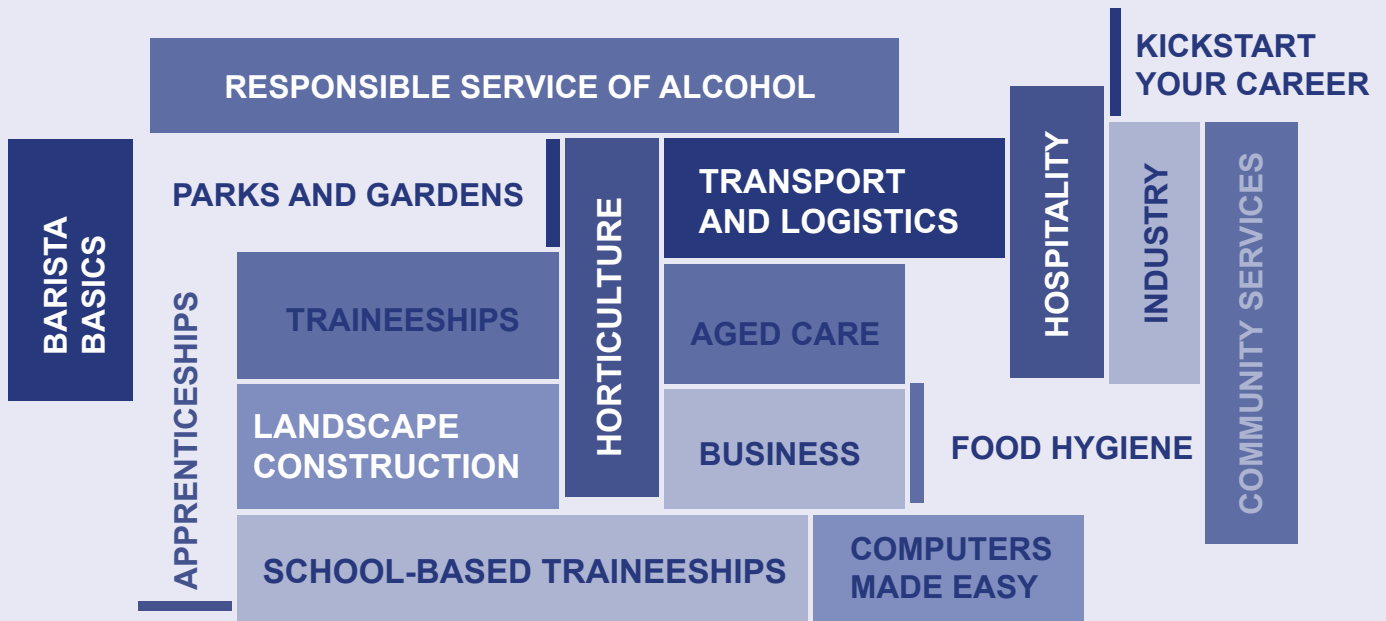 KICKSTART
YOUR CAREER
RESPONSIBLE SERVICE OF ALCOHOL
BARISTA
BASICS
PARKS AND GARDENS
HORTICULTURE
TRANSPORT
AND LOGISTICS
HOSPITALITY
INDUSTRY
COMMUNITY SERVICES
APPRENTICESHIPS
TRAINEESHIPS
AGED CARE
LANDSCAPE
CONSTRUCTION
BUSINESS
FOOD HYGIENE
SCHOOL-BASED TRAINEESHIPS
COMPUTERS
MADE EASY